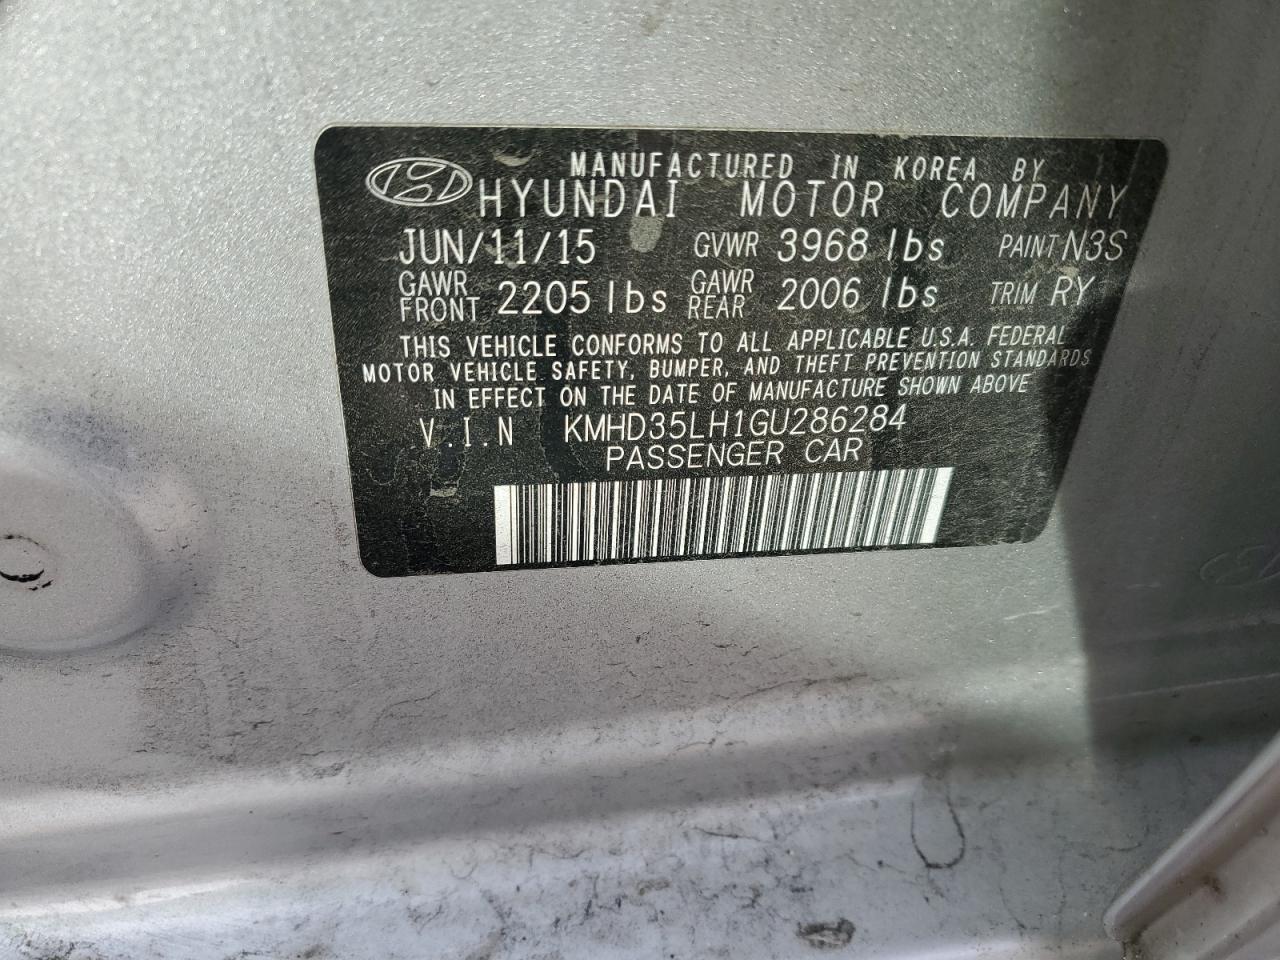 MANUFACTURED IN KOREA BY
HYUNDAI MOTOR COMPANY
JUN/11/15 GVWR 3968 lbs PAINT N3S
GAWR FRONT 2205 lbs GAWR REAR 2006 lbs TRIM RY
THIS VEHICLE CONFORMS TO ALL APPLICABLE U.S.A. FEDERAL
MOTOR VEHICLE SAFETY, BUMPER, AND THEFT PREVENTION STANDARDS
IN EFFECT ON THE DATE OF MANUFACTURE SHOWN ABOVE
V.I.N KMHD35LH1GU286284
PASSENGER CAR